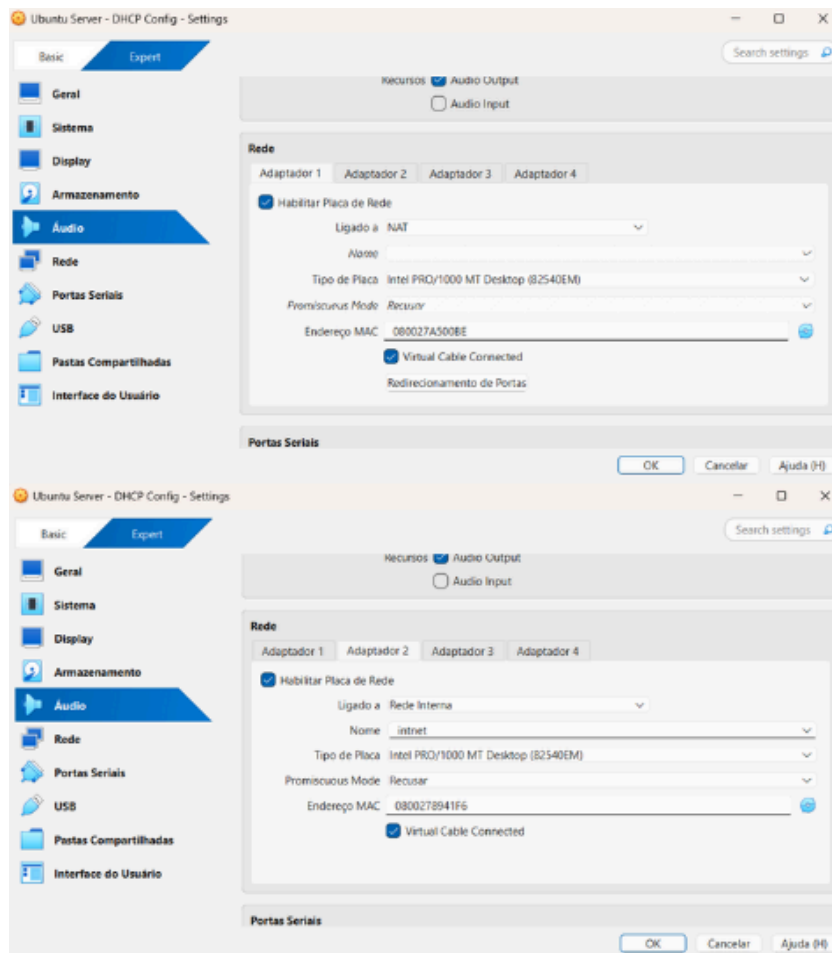 Ubuntu Server - DHCP Config - Settings
Basic Expert Search settings
Recursos Audio Output
Audio Input
Geral
Sistema
Display
Armazenamento
Áudio
Rede
Portas Seriais
USB
Pastas Compartilhadas
Interface do Usuário
Rede
Adaptador 1 Adaptador 2 Adaptador 3 Adaptador 4
Habilitar Placa de Rede
Ligado a NAT
Nome
Tipo de Placa Intel PRO/1000 MT Desktop (82540EM)
Promiscuous Mode Recusar
Endereço MAC 080027A500BE
Virtual Cable Connected
Redirecionamento de Portas
Portas Seriais
OK Cancelar Ajuda (H)
Ubuntu Server - DHCP Config - Settings
Basic Expert Search settings
Recursos Audio Output
Audio Input
Geral
Sistema
Display
Armazenamento
Áudio
Rede
Portas Seriais
USB
Pastas Compartilhadas
Interface do Usuário
Rede
Adaptador 1 Adaptador 2 Adaptador 3 Adaptador 4
Habilitar Placa de Rede
Ligado a Rede Interna
Nome intnet
Tipo de Placa Intel PRO/1000 MT Desktop (82540EM)
Promiscuous Mode Recusar
Endereço MAC 0800278941F6
Virtual Cable Connected
Portas Seriais
OK Cancelar Ajuda (H)